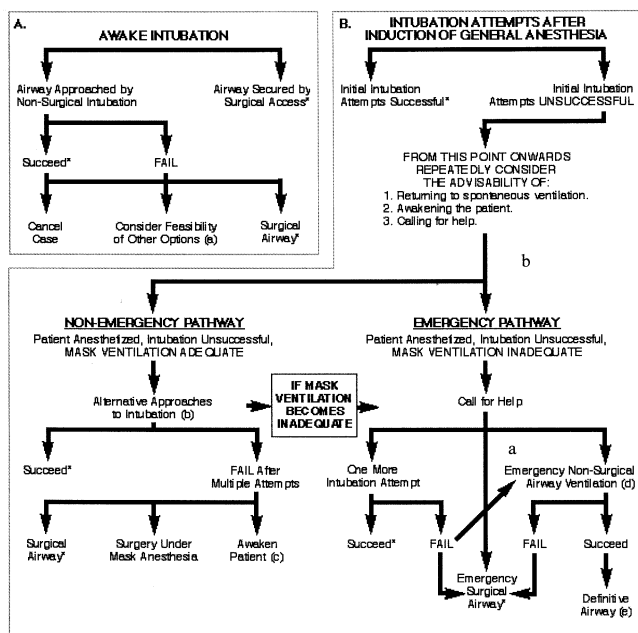 A.
AWAKE INTUBATION
Airway Approached by
Non-Surgical Intubation
Airway Secured by
Surgical Access*
Succeed*
FAIL
Cancel
Case
Consider Feasibility
of Other Options (a)
Surgical
Airway*
B.
INTUBATION ATTEMPTS AFTER
INDUCTION OF GENERAL ANESTHESIA
Initial Intubation
Attempts Successful*
Initial Intubation
Attempts UNSUCCESSFUL
FROM THIS POINT ONWARDS
REPEATEDLY CONSIDER
THE ADVISABILITY OF:
1. Returning to spontaneous ventilation.
2. Awakening the patient.
3. Calling for help.
b
NON-EMERGENCY PATHWAY
Patient Anesthetized, Intubation Unsuccessful,
MASK VENTILATION ADEQUATE
Alternative Approaches
to Intubation (b)
Succeed*
FAIL After
Multiple Attempts
Surgical
Airway*
Surgery Under
Mask Anesthesia
Awaken
Patient (c)
IF MASK
VENTILATION
BECOMES
INADEQUATE
EMERGENCY PATHWAY
Patient Anesthetized, Intubation Unsuccessful,
MASK VENTILATION INADEQUATE
Call for Help
a
One More
Intubation Attempt
Emergency Non-Surgical
Airway Ventilation (d)
Succeed*
FAIL
FAIL
Succeed
Emergency
Surgical
Airway*
Definitive
Airway (e)